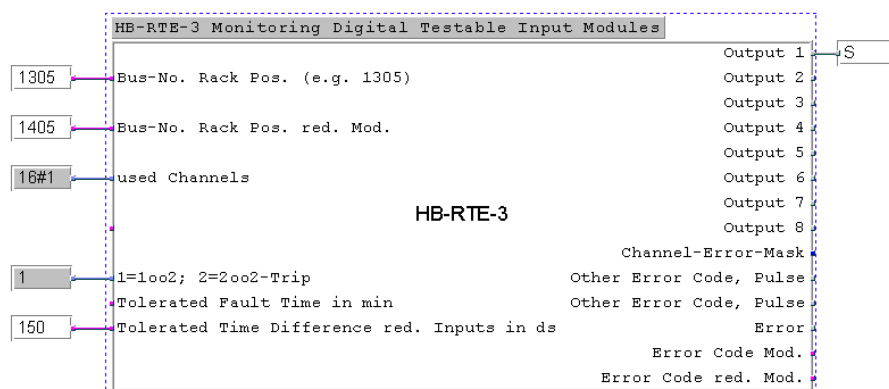 HB-RTE-3 Monitoring Digital Testable Input Modules
Output 1 S
1305 Bus-No. Rack Pos. (e.g. 1305) Output 2
Output 3
1405 Bus-No. Rack Pos. red. Mod. Output 4
Output 5
16#1 used Channels Output 6
Output 7
HB-RTE-3
Output 8
Channel-Error-Mask
1 1=1oo2; 2=2oo2-Trip Other Error Code, Pulse
Tolerated Fault Time in min Other Error Code, Pulse
150 Tolerated Time Difference red. Inputs in ds Error
Error Code Mod.
Error Code red. Mod.